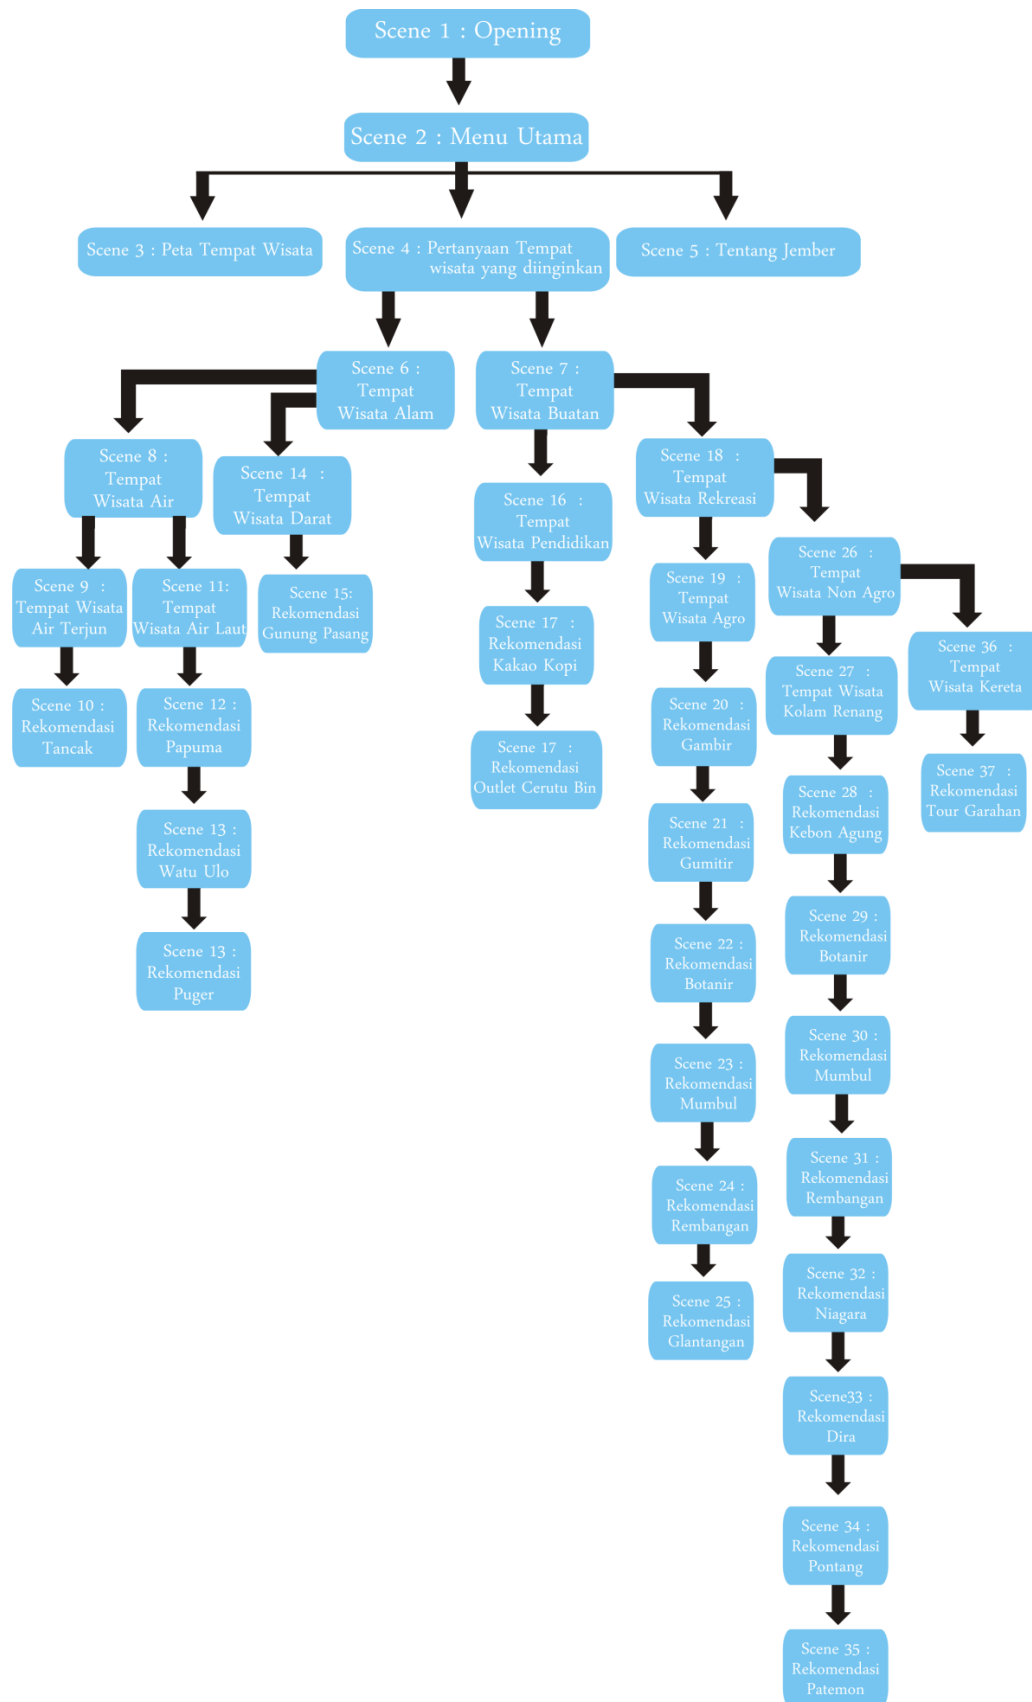 Scene 1 : Opening
Scene 2 : Menu Utama
Scene 3 : Peta Tempat Wisata
Scene 4 : Pertanyaan Tempat
wisata yang diinginkan
Scene 5 : Tentang Jember
Scene 6 :
Tempat
Wisata Alam
Scene 7 :
Tempat
Wisata Buatan
Scene 8 :
Tempat
Wisata Air
Scene 14 :
Tempat
Wisata Darat
Scene 18 :
Tempat
Wisata Rekreasi
Scene 16 :
Tempat
Wisata Pendidikan
Scene 26 :
Tempat
Wisata Non Agro
Scene 9 :
Tempat Wisata
Air Terjun
Scene 11:
Tempat
Wisata Air Laut
Scene 15:
Rekomendasi
Gunung Pasang
Scene 19 :
Tempat
Wisata Agro
Scene 17 :
Rekomendasi
Kakao Kopi
Scene 36 :
Tempat
Wisata Kereta
Scene 27 :
Tempat Wisata
Kolam Renang
Scene 10 :
Rekomendasi
Tancak
Scene 12 :
Rekomendasi
Papuma
Scene 20 :
Rekomendasi
Gambir
Scene 17 :
Rekomendasi
Outlet Cerutu Bin
Scene 37 :
Rekomendasi
Tour Garahan
Scene 28 :
Rekomendasi
Kebon Agung
Scene 13 :
Rekomendasi
Watu Ulo
Scene 21 :
Rekomendasi
Gumitir
Scene 29 :
Rekomendasi
Botanir
Scene 13 :
Rekomendasi
Puger
Scene 22 :
Rekomendasi
Botanir
Scene 30 :
Rekomendasi
Mumbul
Scene 23 :
Rekomendasi
Mumbul
Scene 31 :
Rekomendasi
Rembangan
Scene 24 :
Rekomendasi
Rembangan
Scene 32 :
Rekomendasi
Niagara
Scene 25 :
Rekomendasi
Glantangan
Scene33 :
Rekomendasi
Dira
Scene 34 :
Rekomendasi
Pontang
Scene 35 :
Rekomendasi
Patemon